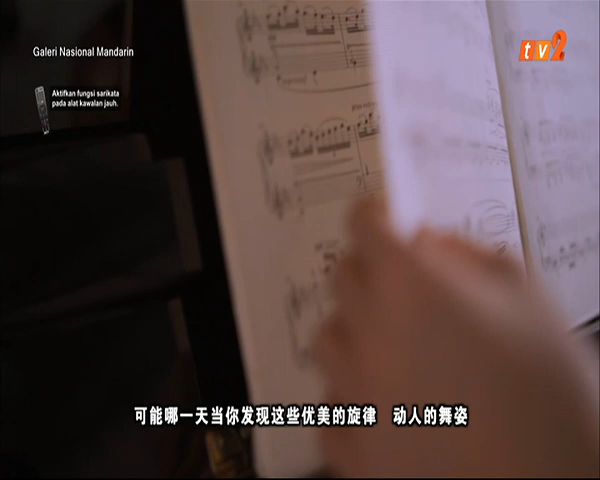 Galeri Nasional Mandarin
tv2
Aktifkan fungsi sarikata
pada alat kawalan jauh.
可能哪一天当你发现这些优美的旋律 动人的舞姿